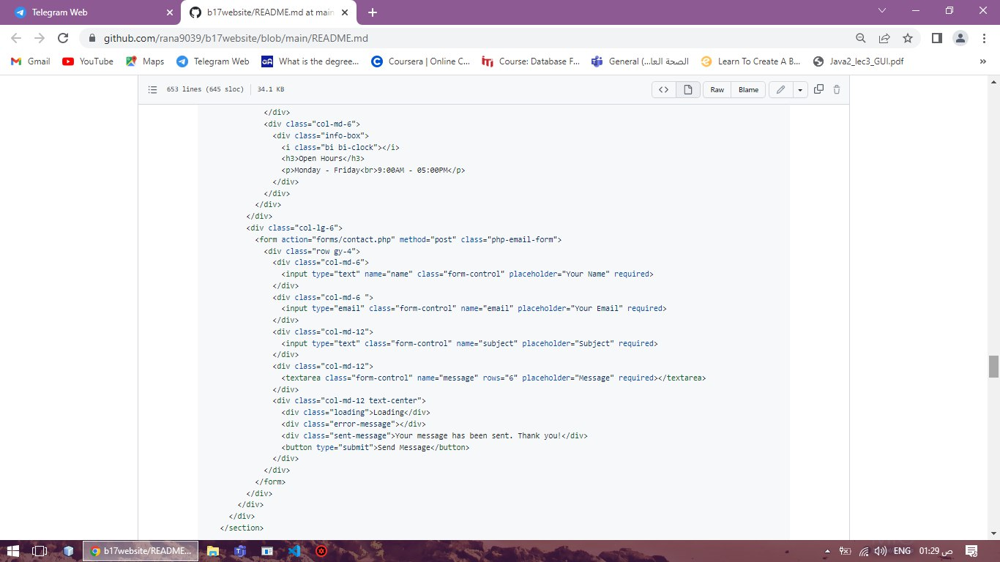 Telegram Web
b17website/README.md at main
github.com/rana9039/b17website/blob/main/README.md
Gmail
YouTube
Maps
Telegram Web
What is the degree...
Coursera | Online C...
Course: Database F...
General (...الصحة العا
Learn To Create A B...
Java2_lec3_GUI.pdf
»
653 lines (645 sloc)
34.1 KB
<>
Raw
Blame
</div>
<div class="col-md-6">
<div class="info-box">
<i class="bi bi-clock"></i>
<h3>Open Hours</h3>
<p>Monday - Friday<br>9:00AM - 05:00PM</p>
</div>
</div>
</div>
</div>
<div class="col-lg-6">
<form action="forms/contact.php" method="post" class="php-email-form">
<div class="row gy-4">
<div class="col-md-6">
<input type="text" name="name" class="form-control" placeholder="Your Name" required>
</div>
<div class="col-md-6 ">
<input type="email" class="form-control" name="email" placeholder="Your Email" required>
</div>
<div class="col-md-12">
<input type="text" class="form-control" name="subject" placeholder="Subject" required>
</div>
<div class="col-md-12">
<textarea class="form-control" name="message" rows="6" placeholder="Message" required></textarea>
</div>
<div class="col-md-12 text-center">
<div class="loading">Loading</div>
<div class="error-message"></div>
<div class="sent-message">Your message has been sent. Thank you!</div>
<button type="submit">Send Message</button>
</div>
</div>
</form>
</div>
</div>
</div>
</section>
b17website/README...
ENG
01:29 ص